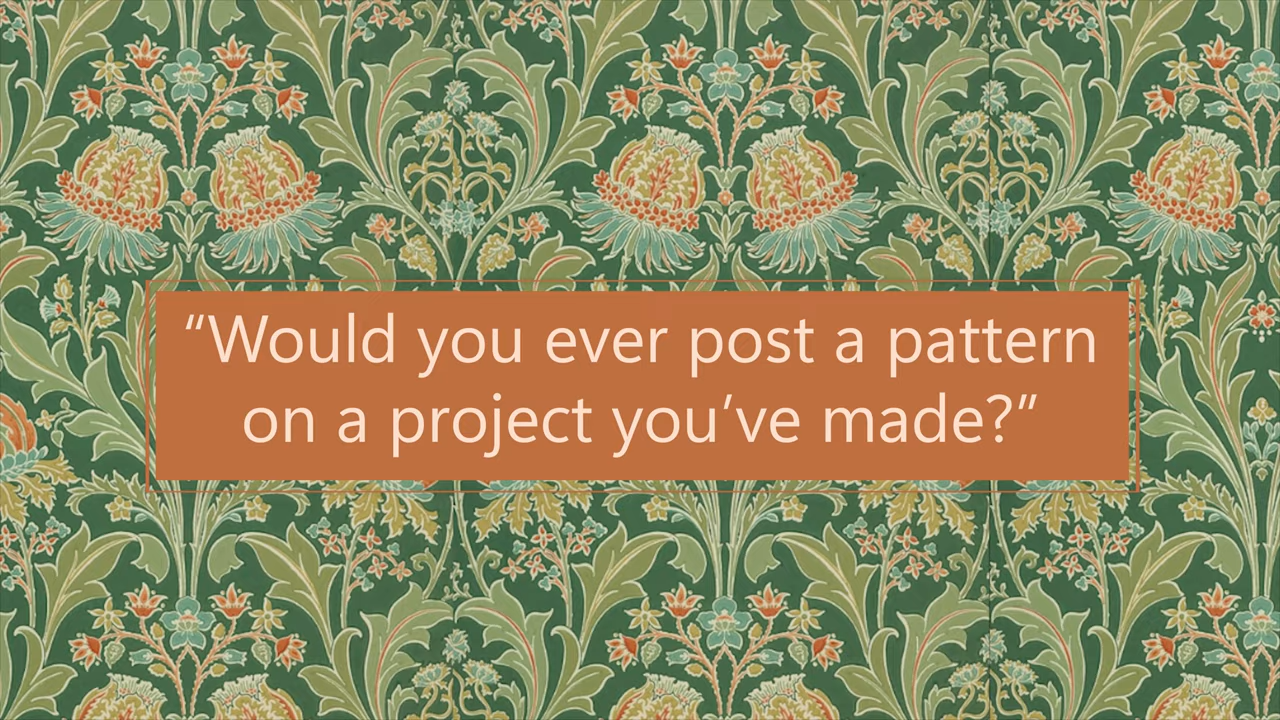 “Would you ever post a pattern
on a project you’ve made?”